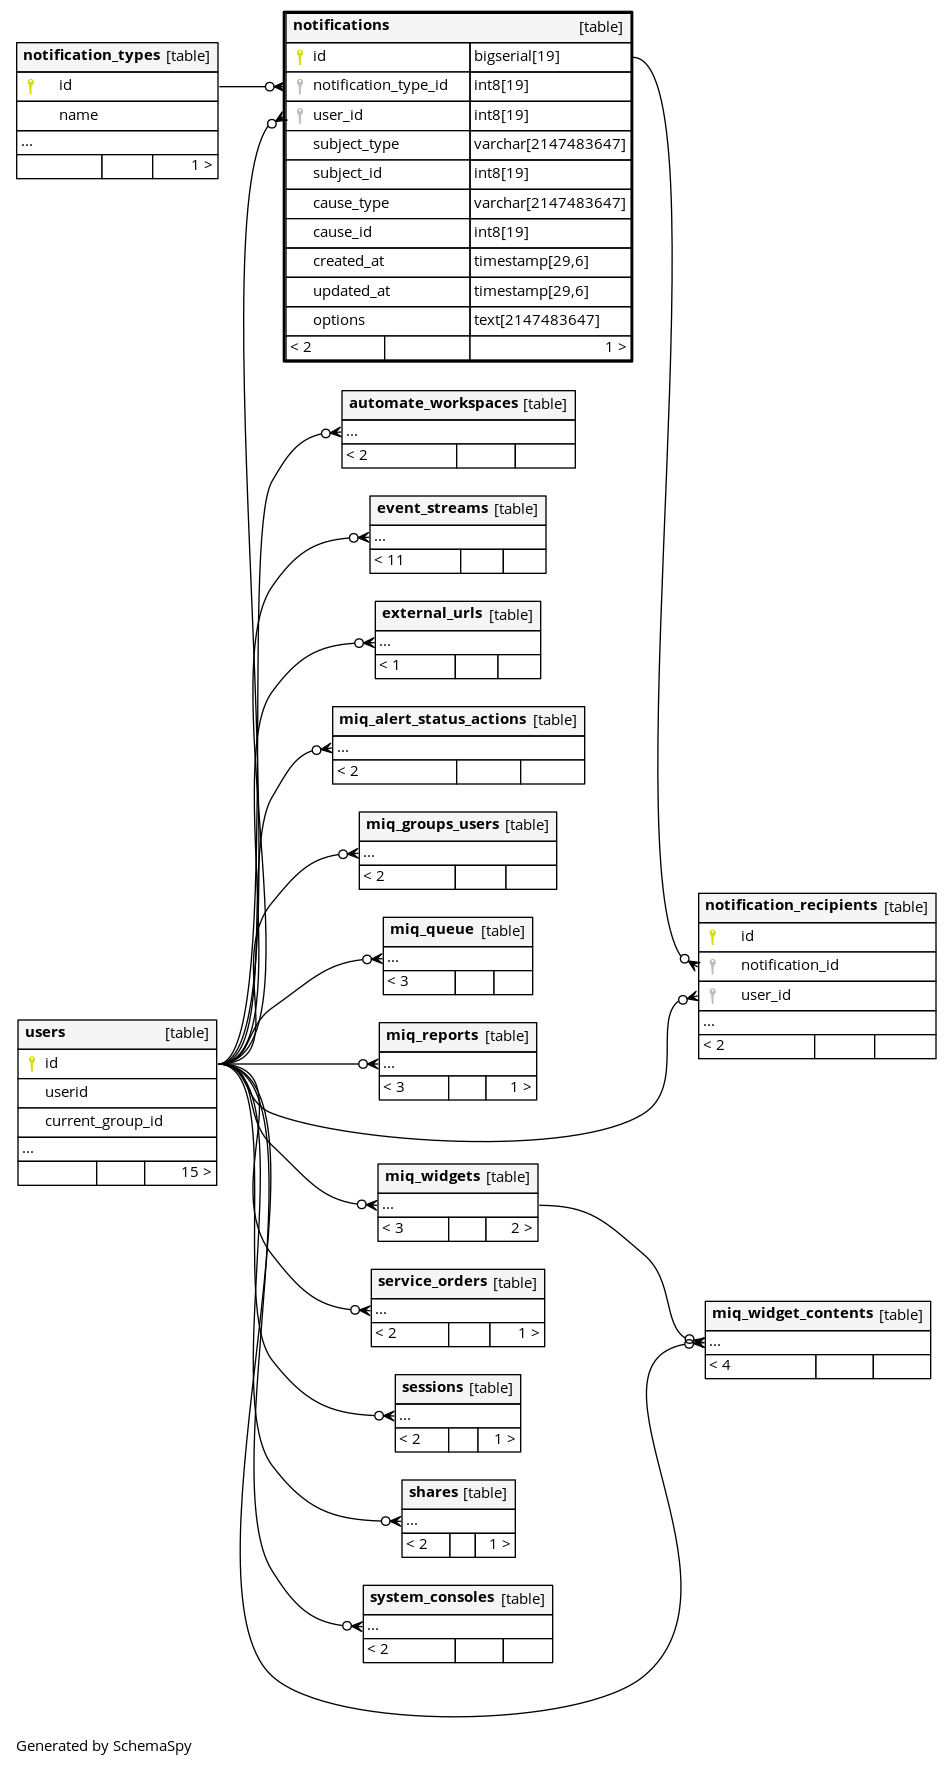 notification_types [table]
id
name
...
1 >
notifications [table]
id bigserial[19]
notification_type_id int8[19]
user_id int8[19]
subject_type varchar[2147483647]
subject_id int8[19]
cause_type varchar[2147483647]
cause_id int8[19]
created_at timestamp[29,6]
updated_at timestamp[29,6]
options text[2147483647]
< 2 1 >
automate_workspaces [table]
...
< 2
event_streams [table]
...
< 11
external_urls [table]
...
< 1
miq_alert_status_actions [table]
...
< 2
miq_groups_users [table]
...
< 2
miq_queue [table]
...
< 3
notification_recipients [table]
id
notification_id
user_id
...
< 2
users [table]
id
userid
current_group_id
...
15 >
miq_reports [table]
...
< 3 1 >
miq_widgets [table]
...
< 3 2 >
service_orders [table]
...
< 2 1 >
miq_widget_contents [table]
...
< 4
sessions [table]
...
< 2 1 >
shares [table]
...
< 2 1 >
system_consoles [table]
...
< 2
Generated by SchemaSpy